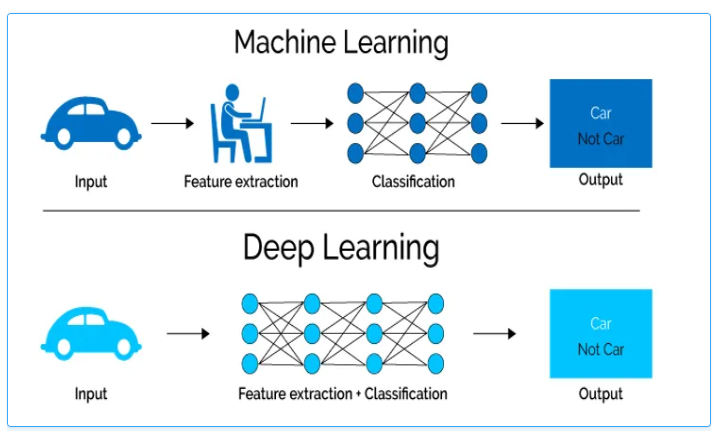 Machine Learning
Car
Not Car
Input
Feature extraction
Classification
Output
Deep Learning
Car
Not Car
Input
Feature extraction + Classification
Output